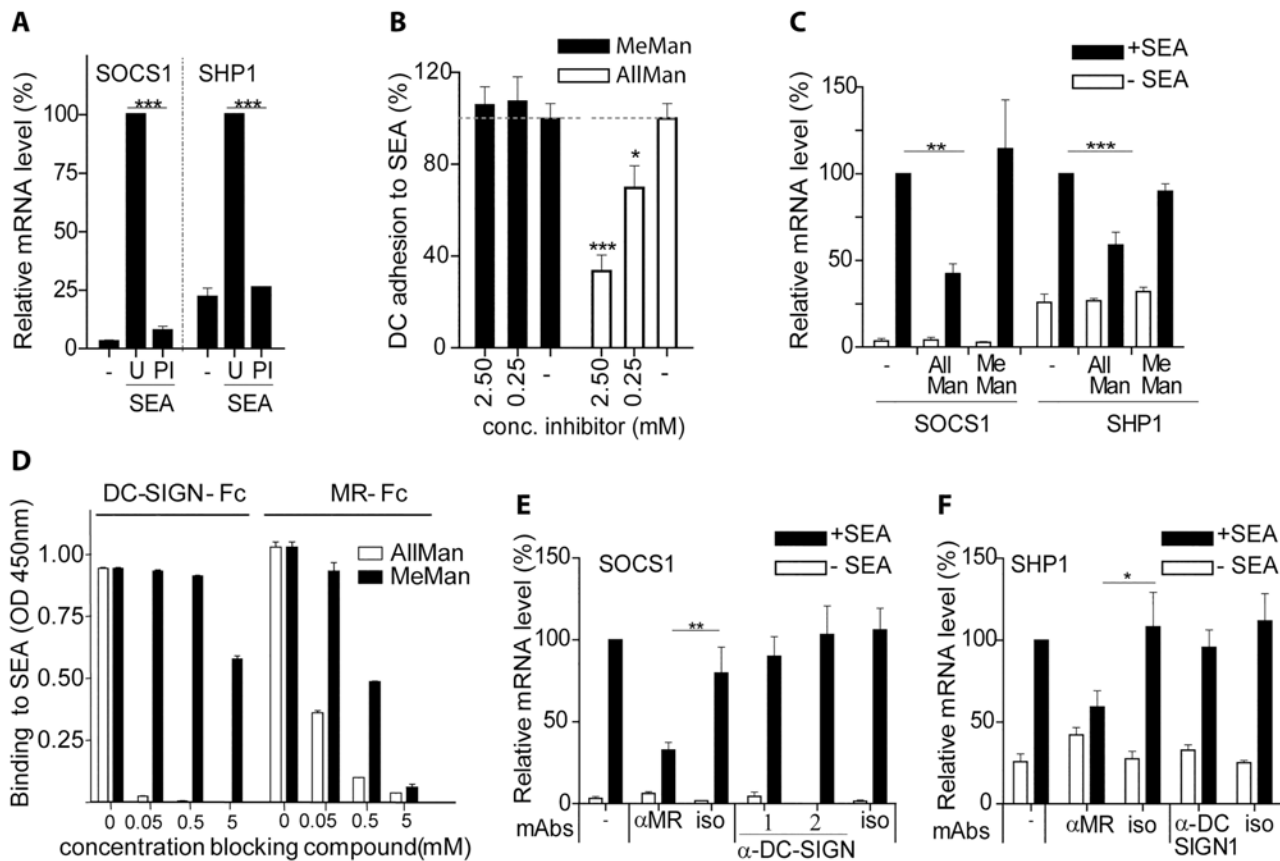 A
SOCS1 SHP1
*** ***
Relative mRNA level (%)
100
75
50
25
0
- U PI - U PI
SEA SEA
B
MeMan
AllMan
DC adhesion to SEA (%)
120
80
40
0
***
*
2.50 0.25 - 2.50 0.25 -
conc. inhibitor (mM)
C
+SEA
- SEA
Relative mRNA level (%)
150
100
50
0
** ***
- All Me - All Me
Man Man Man Man
SOCS1 SHP1
D
DC-SIGN- Fc MR- Fc
AllMan
MeMan
Binding to SEA (OD 450nm)
1.00
0.75
0.50
0.25
0 0.05 0.5 5 0 0.05 0.5 5
concentration blocking compound(mM)
E
+SEA
- SEA
SOCS1
Relative mRNA level (%)
150
100
50
0
**
mAbs - αMR iso 1 2 iso
α-DC-SIGN
F
+SEA
- SEA
SHP1
Relative mRNA level (%)
150
100
50
0
*
mAbs - αMR iso α-DC iso
SIGN1